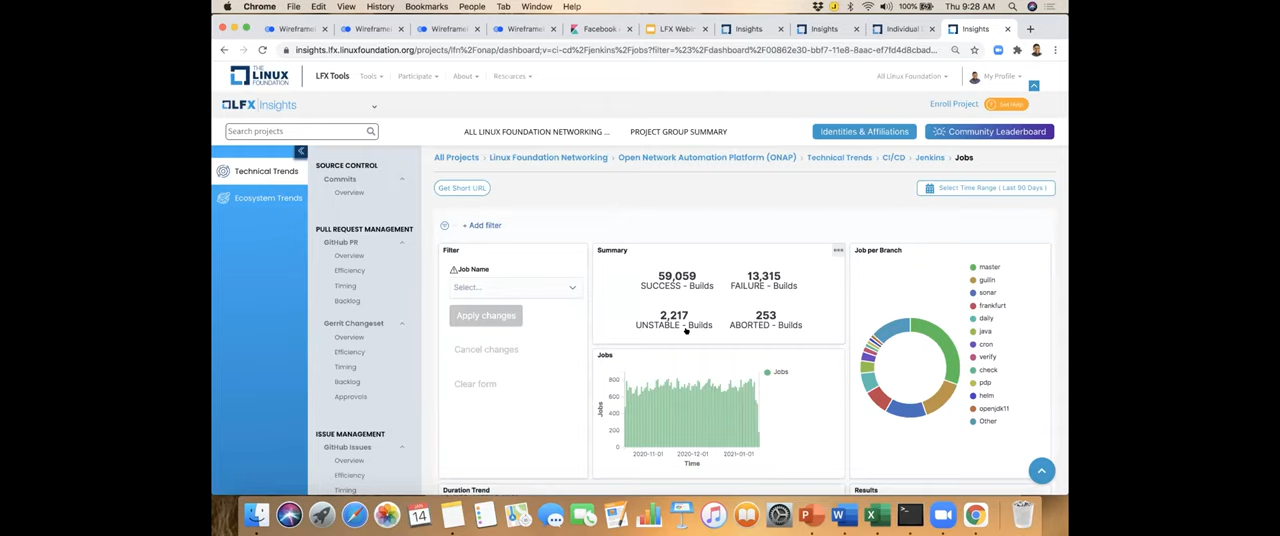 Chrome File Edit View History Bookmarks People Tab Window Help 100% Thu 9:28 AM
Wirefram Wirefram Wirefram Wirefram Facebook LFX Webin Insights Insights Individual Insights
insights.lfx.linuxfoundation.org/projects/lfn%2Fonap/dashboard;v=ci-cd%2Fjenkins%2Fjobs?filter=%23%2Fdashboard%2F00862e30-bbf7-11e8-8aac-ef7fd4d8cbad...
THE LINUX FOUNDATION
LFX Tools Tools Participate About Resources All Linux Foundation My Profile
LFX Insights Enroll Project Get Help
Search projects ALL LINUX FOUNDATION NETWORKING ... PROJECT GROUP SUMMARY Identities & Affiliations Community Leaderboard
Technical Trends
Ecosystem Trends
SOURCE CONTROL
Commits
Overview
PULL REQUEST MANAGEMENT
GitHub PR
Overview
Efficiency
Timing
Backlog
Gerrit Changeset
Overview
Efficiency
Timing
Backlog
Approvals
ISSUE MANAGEMENT
GitHub Issues
Overview
Efficiency
Timing
All Projects › Linux Foundation Networking › Open Network Automation Platform (ONAP) › Technical Trends › CI/CD › Jenkins › Jobs
Get Short URL Select Time Range ( Last 90 Days )
+ Add filter
Filter
Job Name
Select...
Apply changes
Cancel changes
Clear form
Summary
59,059 13,315
SUCCESS - Builds FAILURE - Builds
2,217 253
UNSTABLE - Builds ABORTED - Builds
Jobs
Jobs
800
600
400
200
0
Jobs
2020-11-01 2020-12-01 2021-01-01
Time
Job per Branch
master
guilin
sonar
frankfurt
daily
java
cron
verify
check
pdp
helm
openjdk11
Other
Duration Trend Results
JAN
14